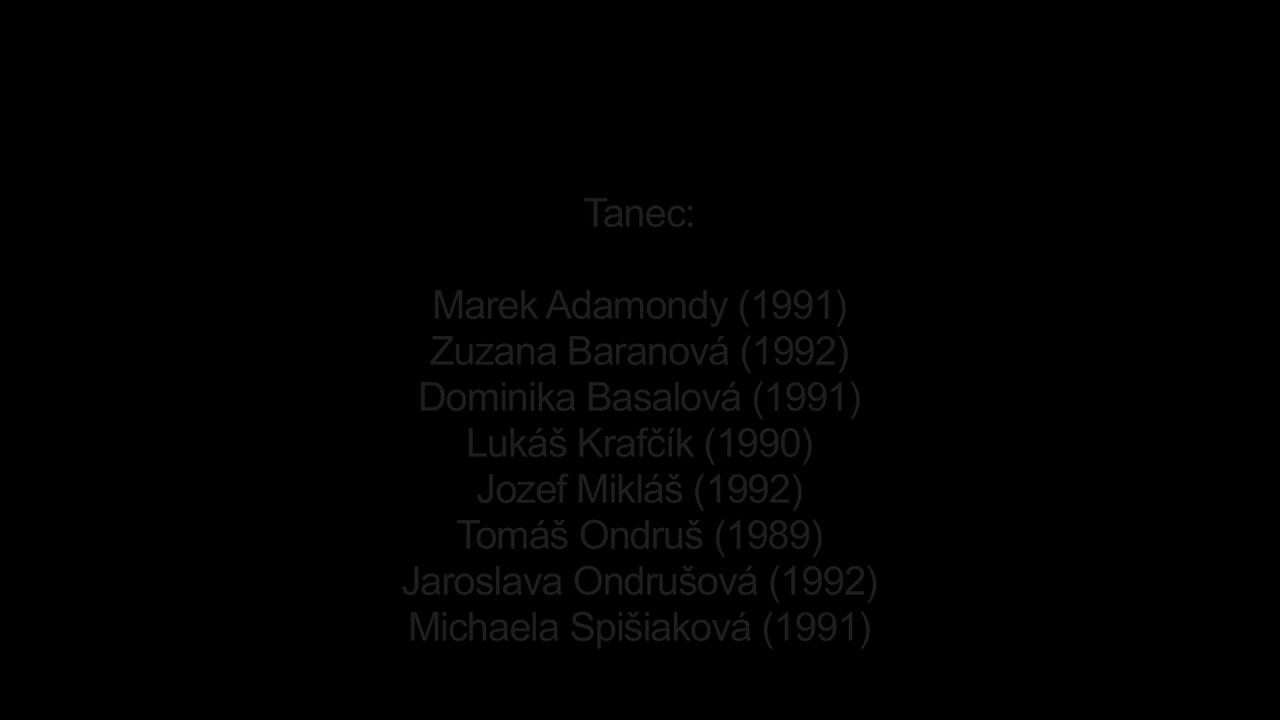 Tanec:
Marek Adamondy (1991)
Zuzana Baranová (1992)
Dominika Basalová (1991)
Lukáš Krafčík (1990)
Jozef Mikláš (1992)
Tomáš Ondruš (1989)
Jaroslava Ondrušová (1992)
Michaela Spišiaková (1991)